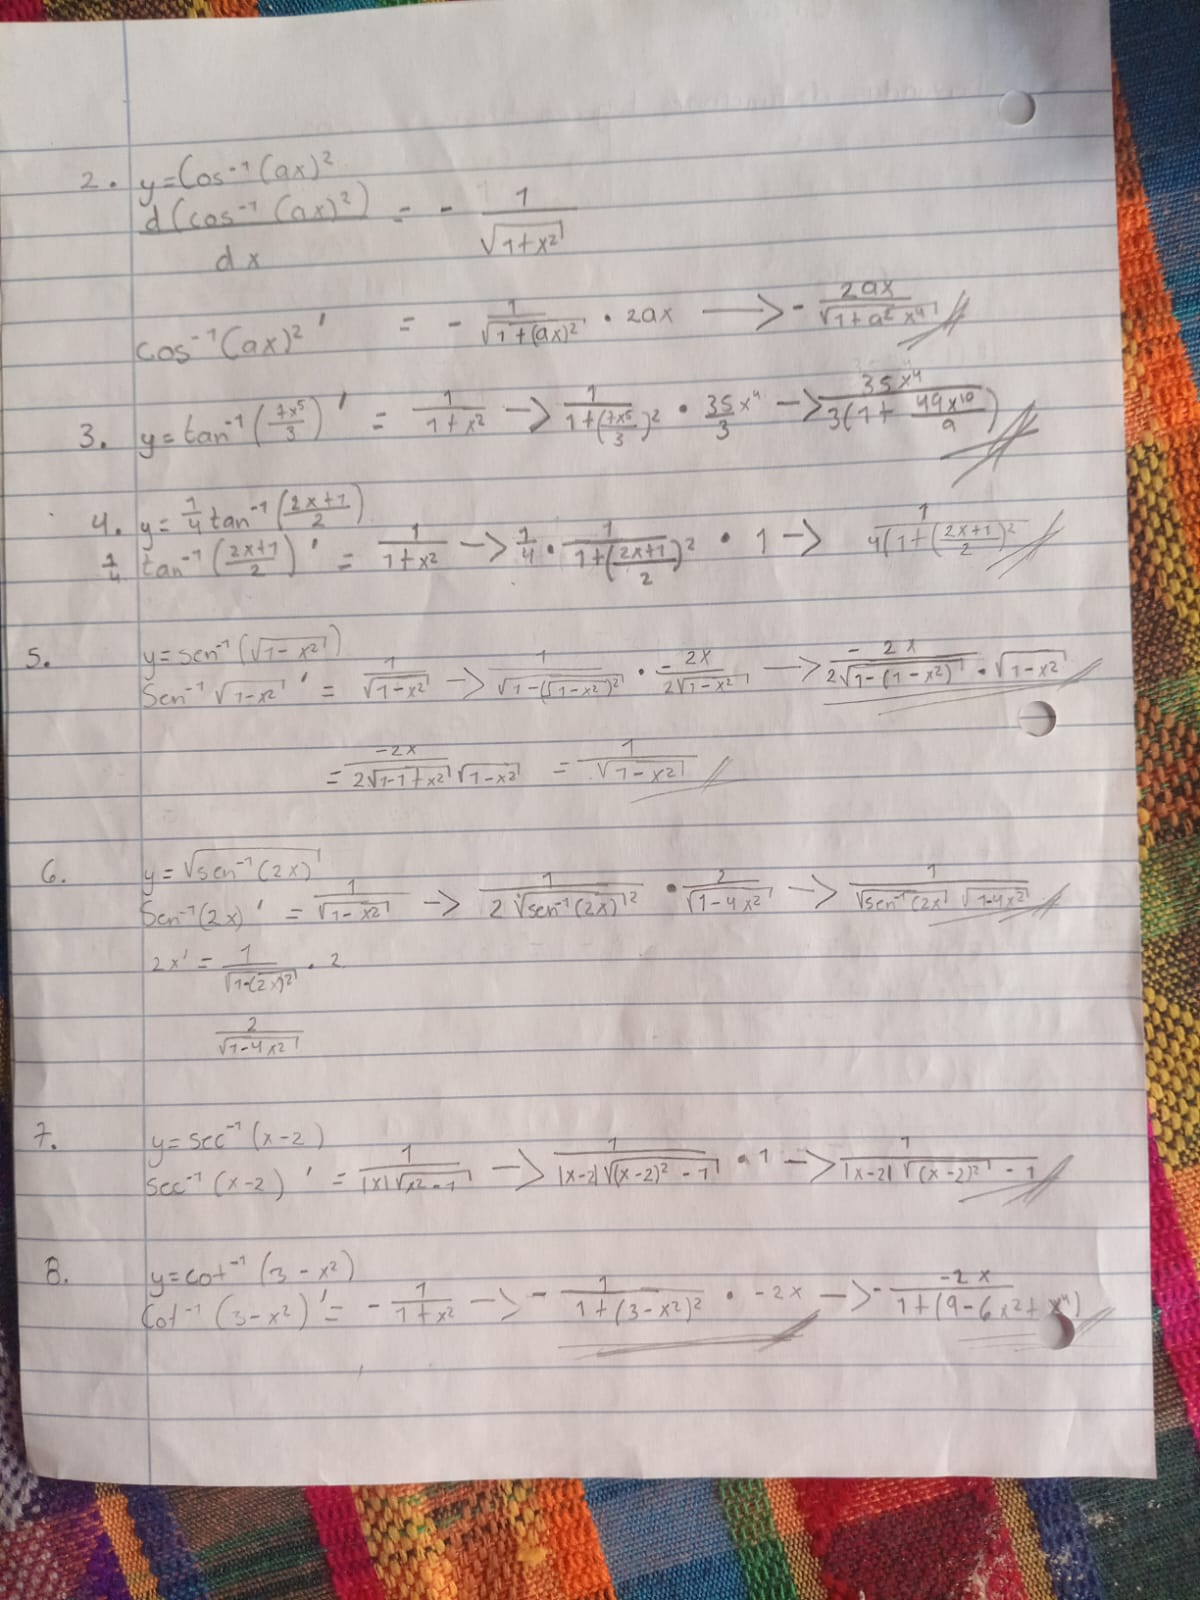 2. y = Cos⁻¹(ax)²
d(cos⁻¹(ax)²)/dx = - 1/√(1+x²)
cos⁻¹(ax)²' = - 1/√(1+(ax)²) • 2ax → - 2ax/√(1+a²x⁴)
3. y = tan⁻¹(7x⁵/3)' = 1/(1+x²) → 1/(1+(7x⁵/3)²) • 35x⁴/3 → 35x⁴/3(1+49x¹⁰/9)
4. y = 1/4 tan⁻¹((2x+1)/2)
1/4 tan⁻¹((2x+1)/2)' = 1/(1+x²) → 1/4 • 1/(1+((2x+1)/2)²) • 1 → 1/4(1+((2x+1)/2)²
5. y = sen⁻¹(√(1-x²))
Sen⁻¹ √(1-x²)' = 1/√(1-x²) → 1/√(1-(√(1-x²))²) • - 2x/2√(1-x²) → - 2x/2√(1-(1-x²)) • √(1-x²)
= -2x/2√(1-1+x²) √(1-x²) = 1/√(1-x²)
6. y = √(sen⁻¹(2x))
Sen⁻¹(2x)' = 1/√(1-x²) → 1/2√(sen⁻¹(2x))² • 2/√(1-4x²) → 1/√(sen⁻¹(2x) √(1-4x²)
2x' = 1/√(1-(2x)²) • 2
2/√(1-4x²)
7. y = sec⁻¹(x-2)
sec⁻¹(x-2)' = 1/|x|√(x²-1) → 1/|x-2|√((x-2)²-1) • 1 → 1/|x-2|√((x-2)²-1)
8. y = cot⁻¹(3-x²)
Cot⁻¹(3-x²)' = - 1/(1+x²) → - 1/(1+(3-x²)²) • -2x → - -2x/1+(9-6x²+x⁴)